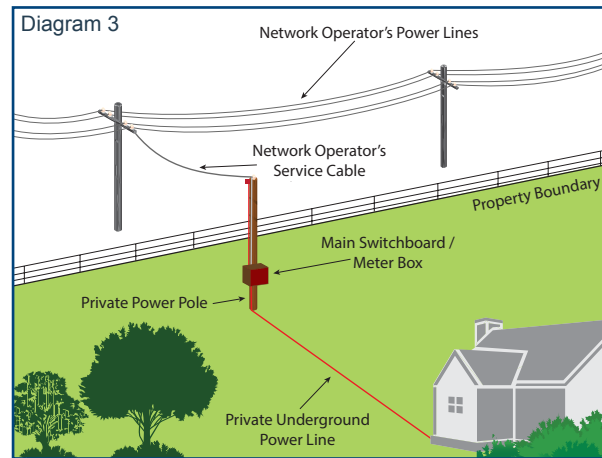 Diagram 3
Network Operator's Power Lines
Network Operator's
Service Cable
Property Boundary
Main Switchboard /
Meter Box
Private Power Pole
Private Underground
Power Line